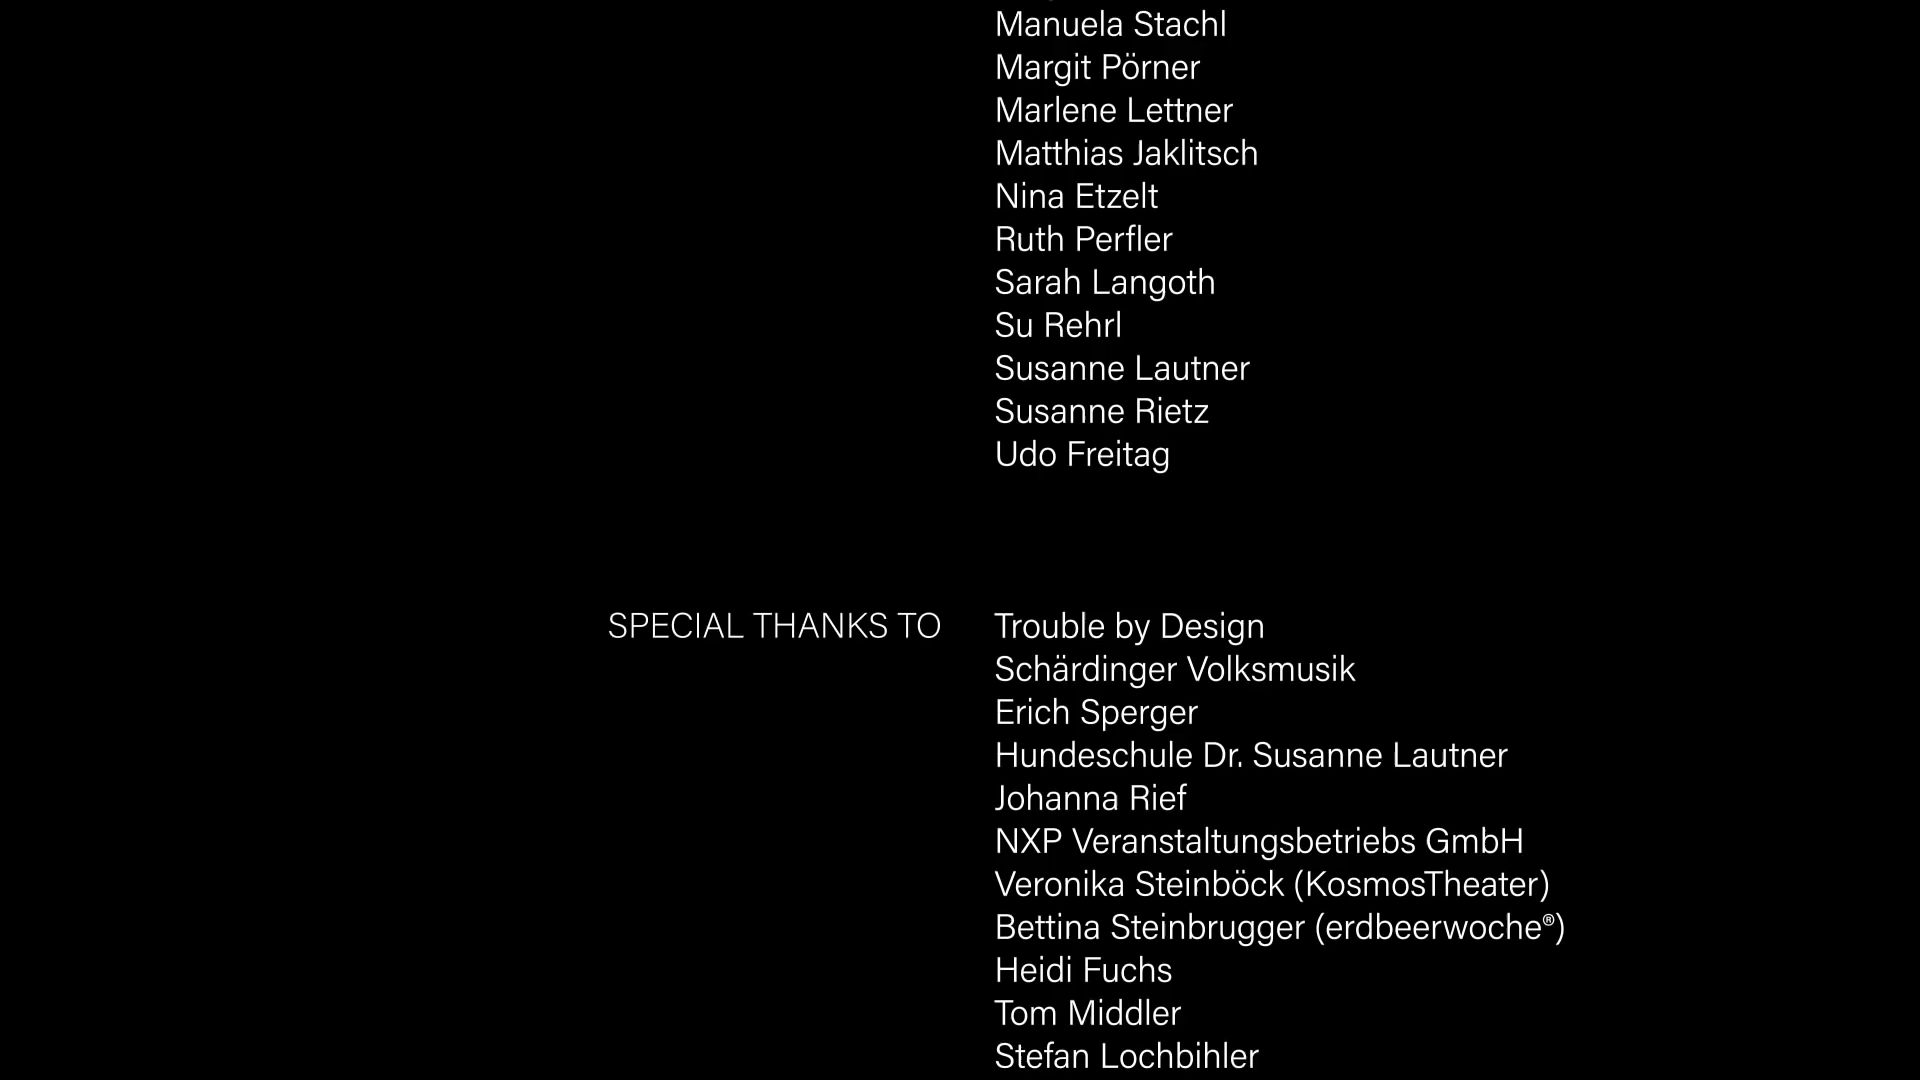 Manuela Stachl
Margit Pörner
Marlene Lettner
Matthias Jaklitsch
Nina Etzelt
Ruth Perfler
Sarah Langoth
Su Rehrl
Susanne Lautner
Susanne Rietz
Udo Freitag
SPECIAL THANKS TO Trouble by Design
Schärdinger Volksmusik
Erich Sperger
Hundeschule Dr. Susanne Lautner
Johanna Rief
NXP Veranstaltungsbetriebs GmbH
Veronika Steinböck (KosmosTheater)
Bettina Steinbrugger (erdbeerwoche®)
Heidi Fuchs
Tom Middler
Stefan Lochbihler